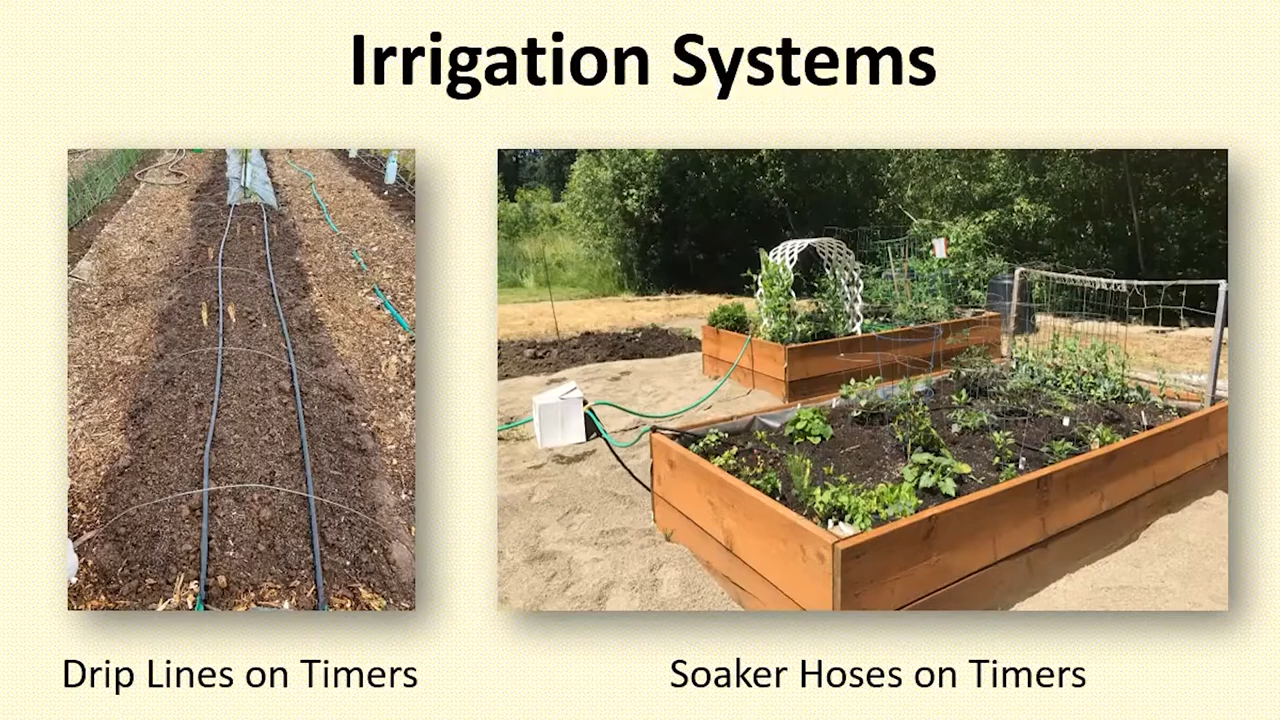 Irrigation Systems
Drip Lines on Timers
Soaker Hoses on Timers